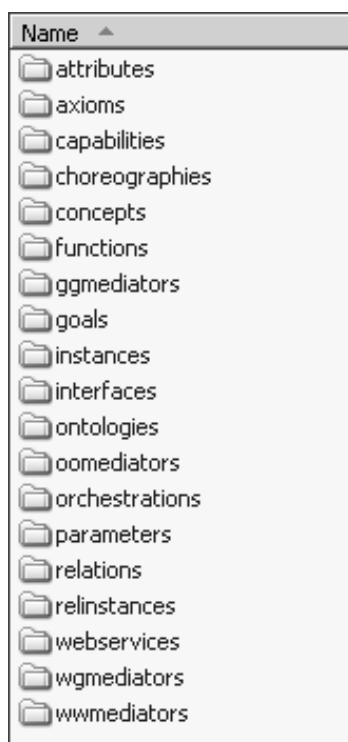 Name
attributes
axioms
capabilities
choreographies
concepts
functions
ggmediators
goals
instances
interfaces
ontologies
oomediators
orchestrations
parameters
relations
relinstances
webservices
wgmediators
wwmediators